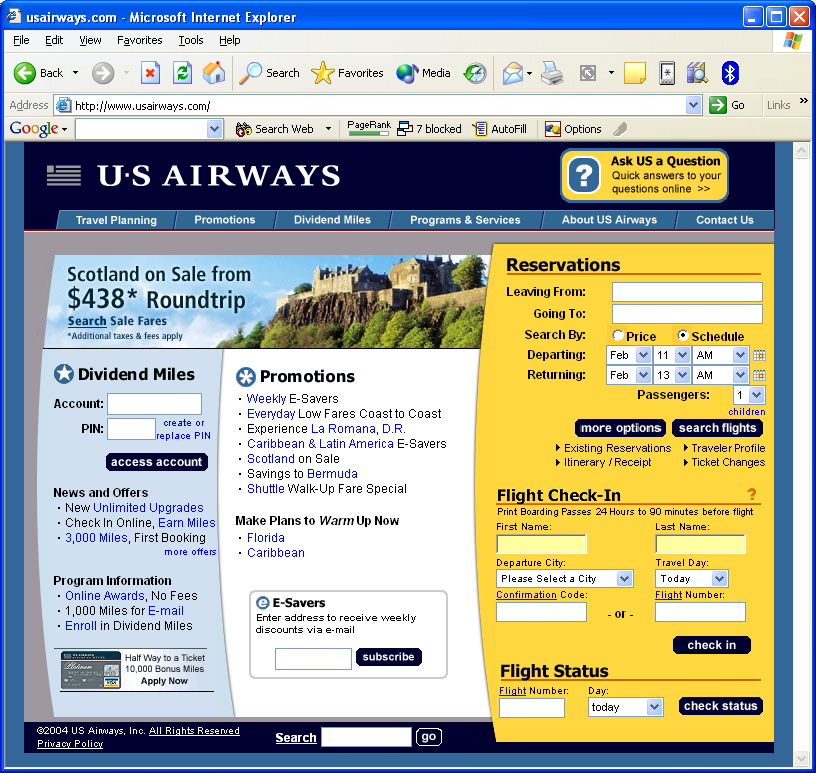 usairways.com - Microsoft Internet Explorer
File Edit View Favorites Tools Help
Back Search Favorites Media
Address http://www.usairways.com/ Go Links »
Google Search Web PageRank 7 blocked AutoFill Options
U·S AIRWAYS
? Ask US a Question
Quick answers to your
questions online >>
Travel Planning Promotions Dividend Miles Programs & Services About US Airways Contact Us
Scotland on Sale from
$438* Roundtrip
Search Sale Fares
*Additional taxes & fees apply
Dividend Miles
Account:
PIN: create or
replace PIN
access account
News and Offers
· New Unlimited Upgrades
· Check In Online, Earn Miles
· 3,000 Miles, First Booking
more offers
Program Information
· Online Awards, No Fees
· 1,000 Miles for E-mail
· Enroll in Dividend Miles
Half Way to a Ticket
10,000 Bonus Miles
Apply Now
Promotions
· Weekly E-Savers
· Everyday Low Fares Coast to Coast
· Experience La Romana, D.R.
· Caribbean & Latin America E-Savers
· Scotland on Sale
· Savings to Bermuda
· Shuttle Walk-Up Fare Special
Make Plans to Warm Up Now
· Florida
· Caribbean
E-Savers
Enter address to receive weekly
discounts via e-mail
subscribe
Reservations
Leaving From:
Going To:
Search By: Price Schedule
Departing: Feb 11 AM
Returning: Feb 13 AM
Passengers: 1
children
more options search flights
Existing Reservations Traveler Profile
Itinerary / Receipt Ticket Changes
Flight Check-In ?
Print Boarding Passes 24 Hours to 90 minutes before flight
First Name: Last Name:
Departure City: Travel Day:
Please Select a City Today
Confirmation Code: Flight Number:
- or -
check in
Flight Status
Flight Number: Day:
today check status
©2004 US Airways, Inc. All Rights Reserved
Privacy Policy
Search go